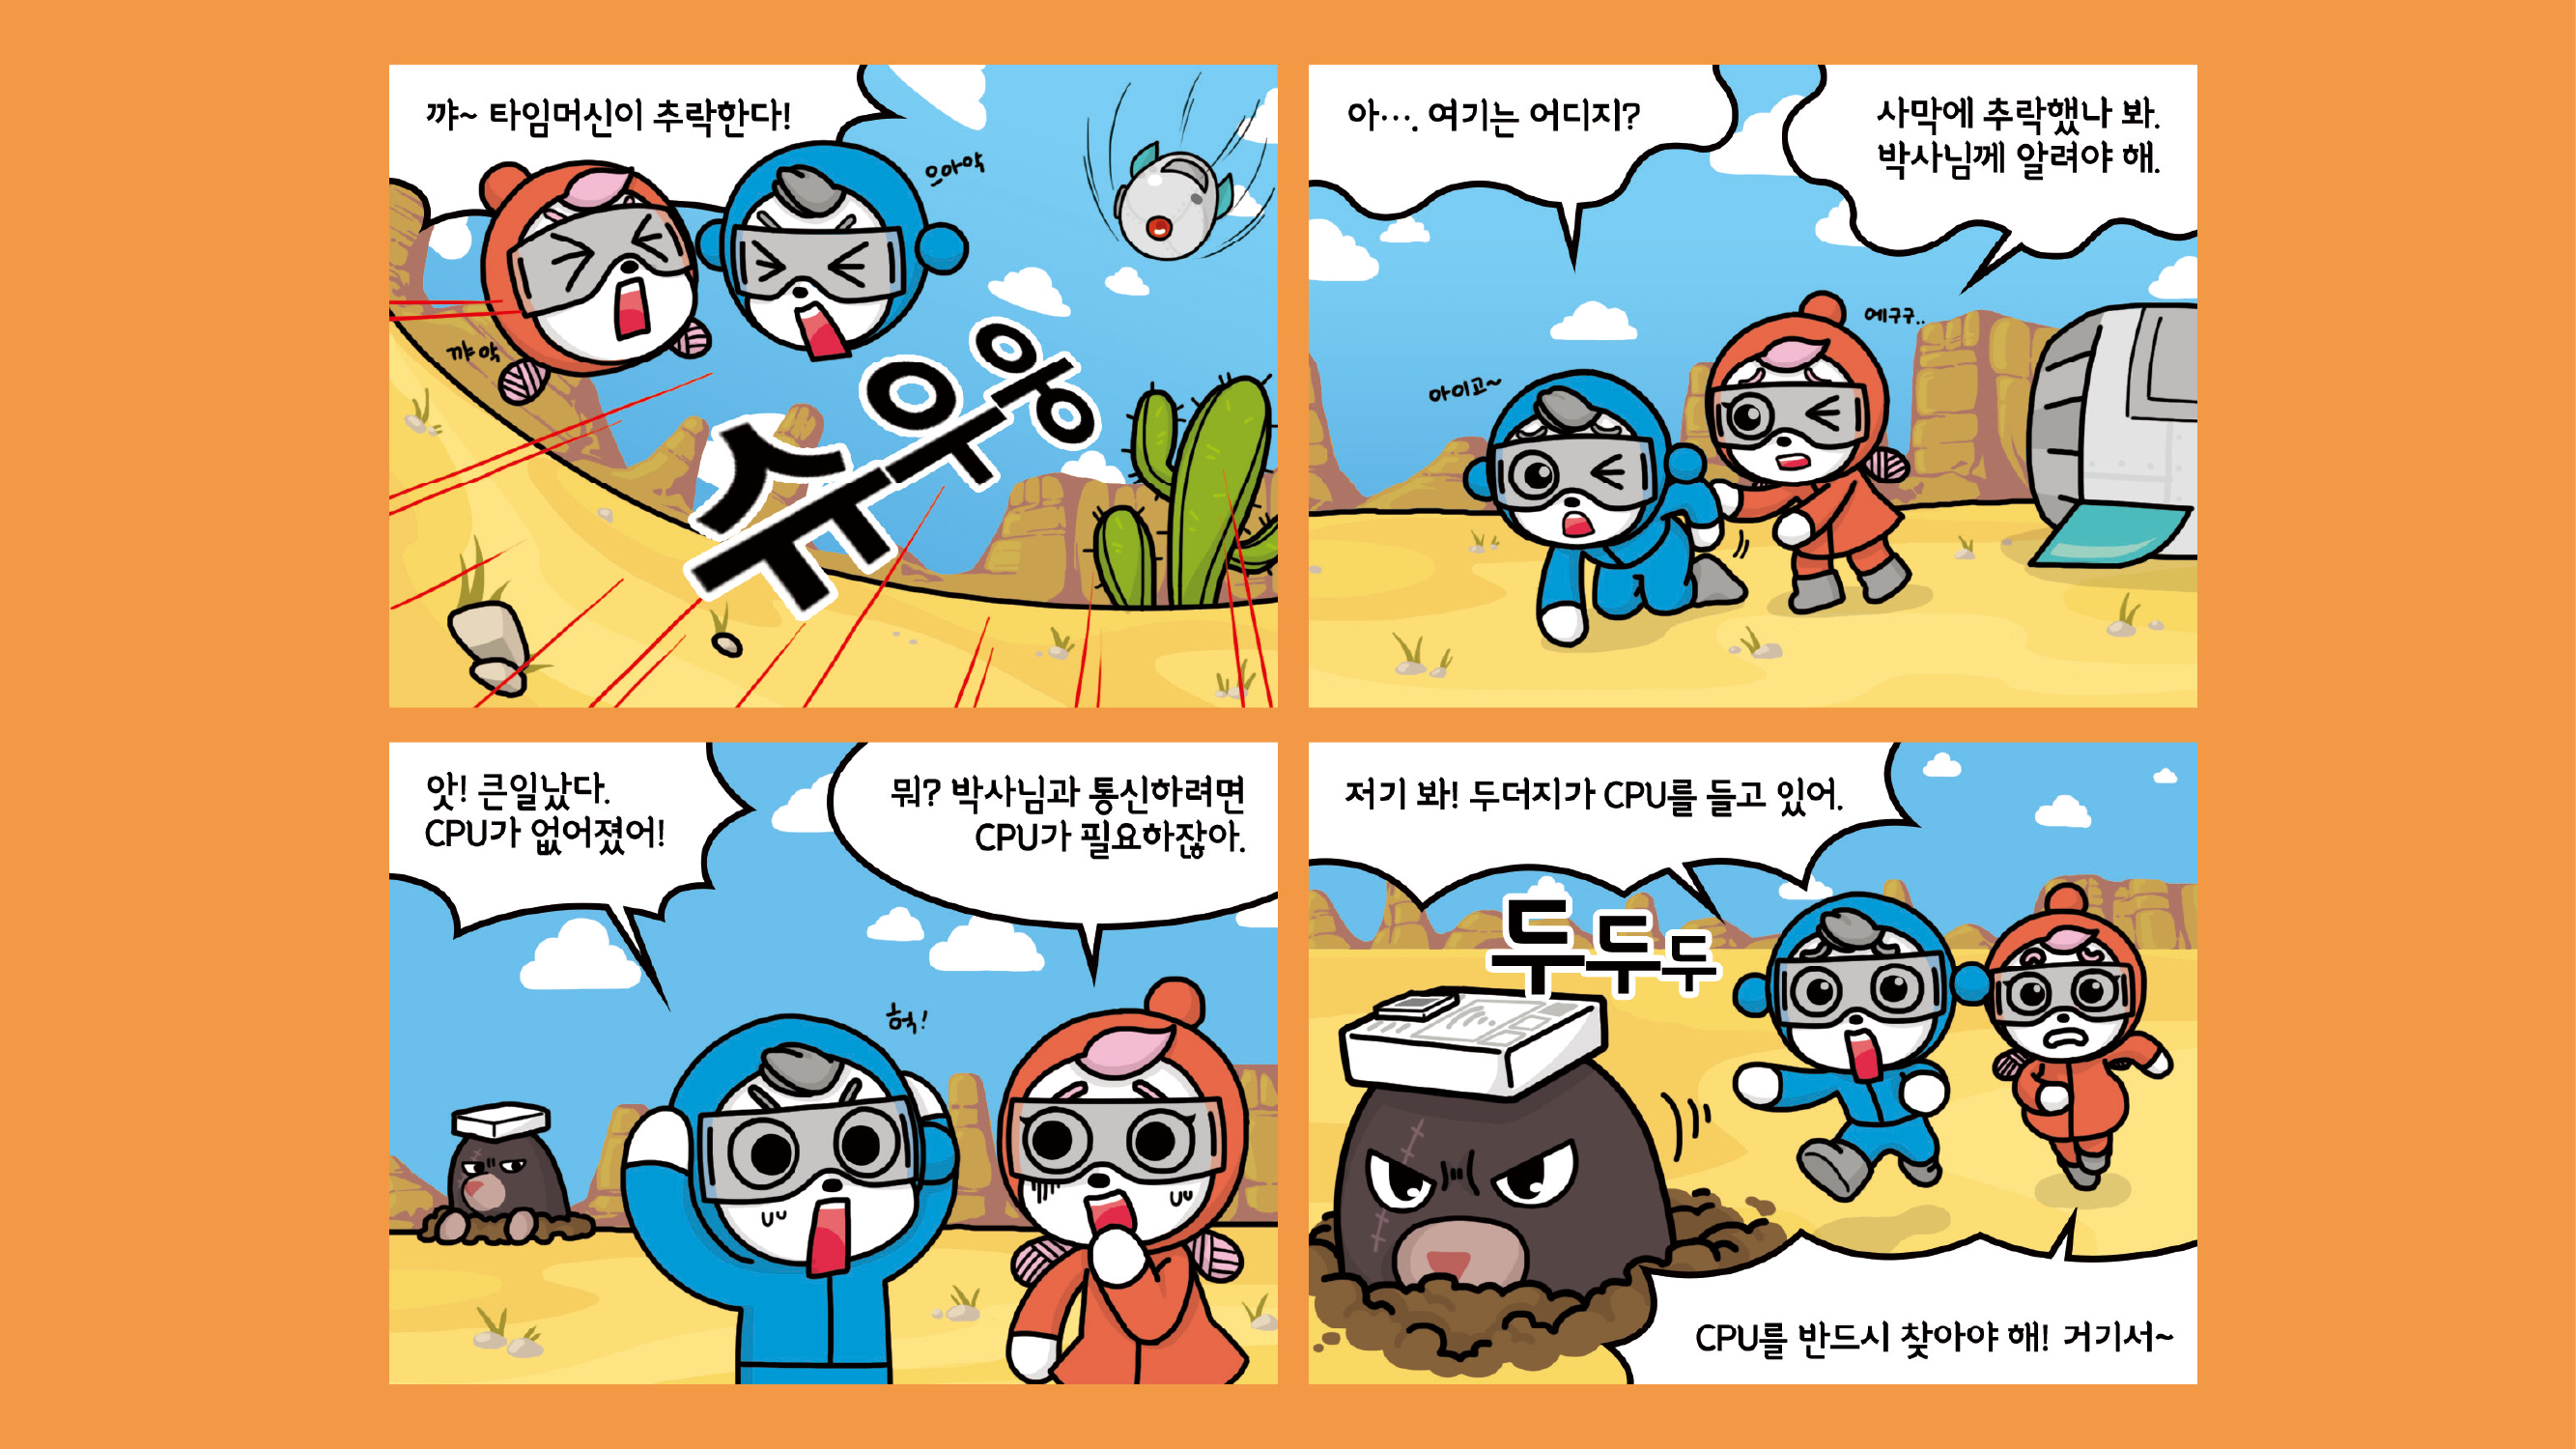 꺄~ 타임머신이 추락한다!
으아악
꺄악
슈우웅
아…. 여기는 어디지?
사막에 추락했나 봐.
박사님께 알려야 해.
에구구..
아이고~
앗! 큰일났다.
CPU가 없어졌어!
뭐? 박사님과 통신하려면
CPU가 필요하잖아.
헉!
저기 봐! 두더지가 CPU를 들고 있어.
두두두
CPU를 반드시 찾아야 해! 거기서~